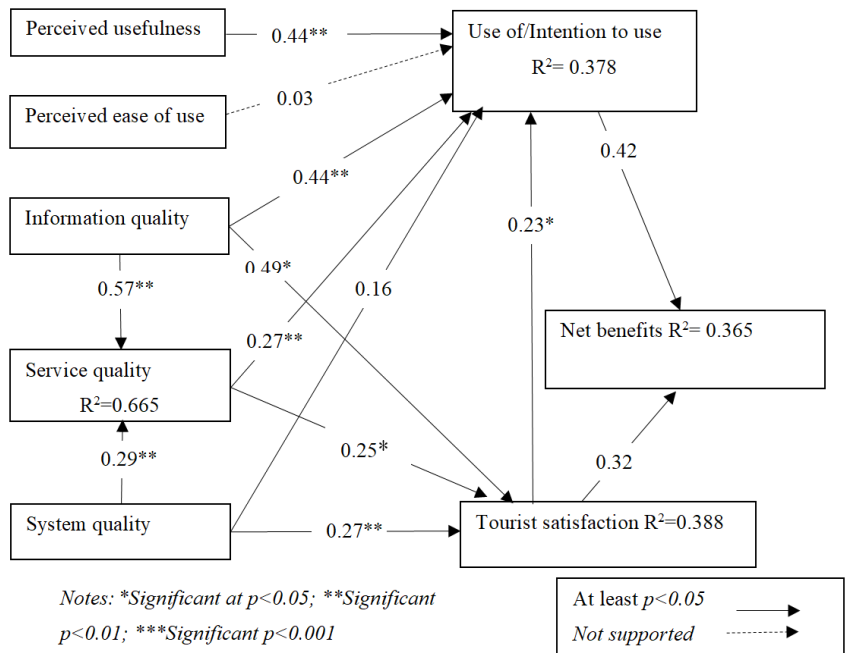 Perceived usefulness
0.44**
Use of/Intention to use
R²= 0.378
Perceived ease of use
0.03
0.42
0.44**
Information quality
0.23*
0.49*
0.57**
0.16
Net benefits R²= 0.365
0.27**
Service quality
R²=0.665
0.25*
0.29**
0.32
System quality
0.27**
Tourist satisfaction R²=0.388
Notes: *Significant at p<0.05; **Significant
p<0.01; ***Significant p<0.001
At least p<0.05
Not supported